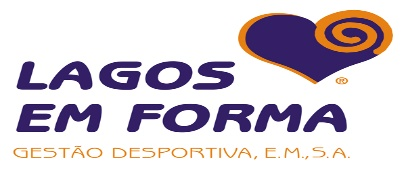 LAGOS
®
EM FORMA
GESTÃO DESPORTIVA, E.M., S.A.